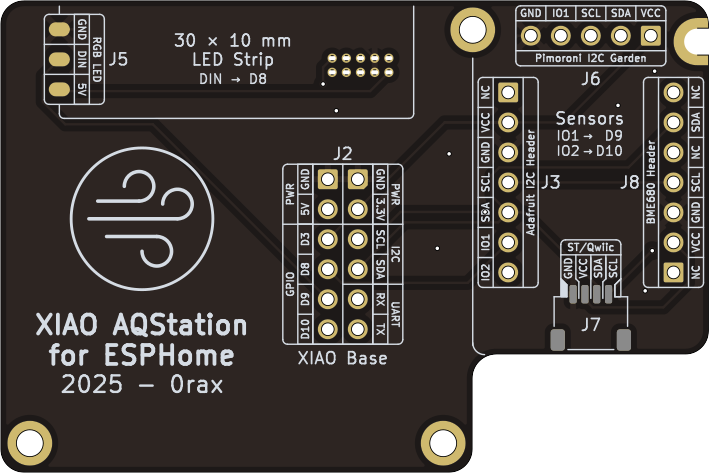 GND IO1 SCL SDA VCC
Pimoroni I2C Garden
J6
GND DIN 5V
RGB LED
J5
30 × 10 mm
LED Strip
DIN → D8
NC VCC GND SCL SDA IO1 IO2
Adafruit I2C Header
J3
Sensors
IO1 → D9
IO2 → D10
J8
BME680 Header
NC SDA NC SCL GND VCC NC
J2
PWR
GND
GND
PWR
5V
3.3V
GPIO
D3
SCL
I2C
D8
SDA
D9
RX
UART
D10
TX
XIAO Base
ST/Qwiic
GND VCC SDA SCL
J7
XIAO AQStation
for ESPHome
2025 – 0rax